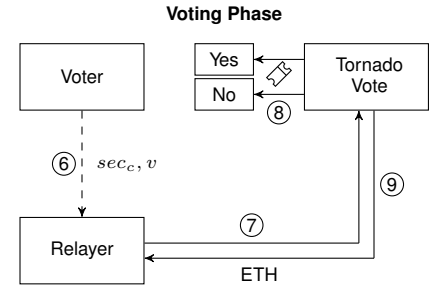 Voting Phase
Voter
Yes
No
Tornado
Vote
⑧
⑥ sec_c, v
⑨
⑦
Relayer
ETH